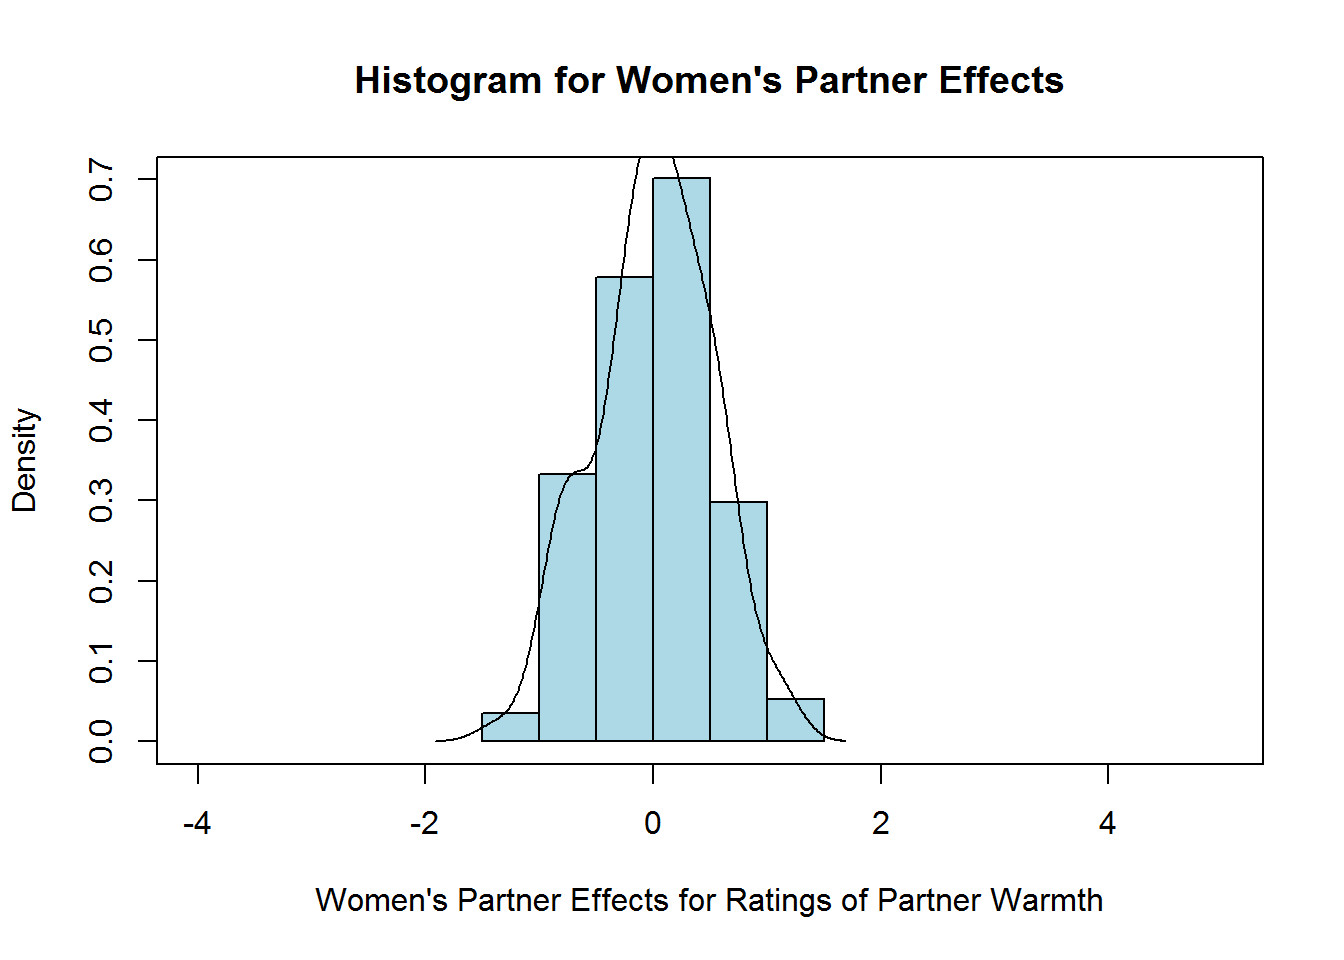 Histogram for Women's Partner Effects
Density
0.7
0.6
0.5
0.4
0.3
0.2
0.1
0.0
-4 -2 0 2 4
Women's Partner Effects for Ratings of Partner Warmth